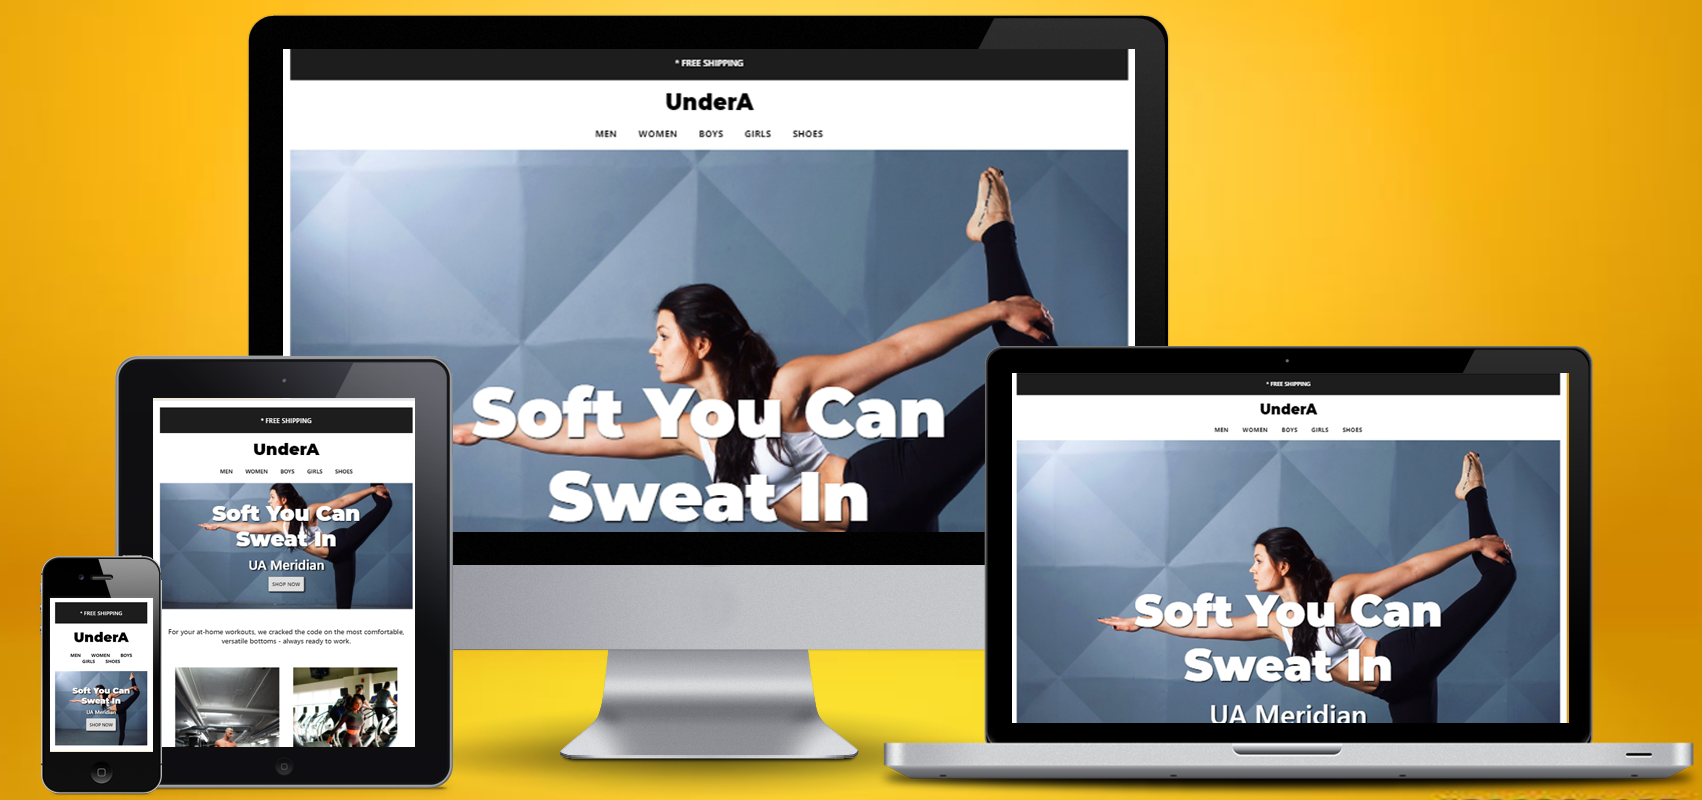 * FREE SHIPPING
UnderA
MEN WOMEN BOYS GIRLS SHOES
Soft You Can
Sweat In
* FREE SHIPPING
UnderA
MEN WOMEN BOYS GIRLS SHOES
Soft You Can
Sweat In
UA Meridian
SHOP NOW
For your at-home workouts, we cracked the code on the most comfortable,
versatile bottoms - always ready to work.
* FREE SHIPPING
UnderA
MEN WOMEN BOYS
GIRLS SHOES
Soft You Can
Sweat In
UA Meridian
SHOP NOW
* FREE SHIPPING
UnderA
MEN WOMEN BOYS GIRLS SHOES
Soft You Can
Sweat In
UA Meridian